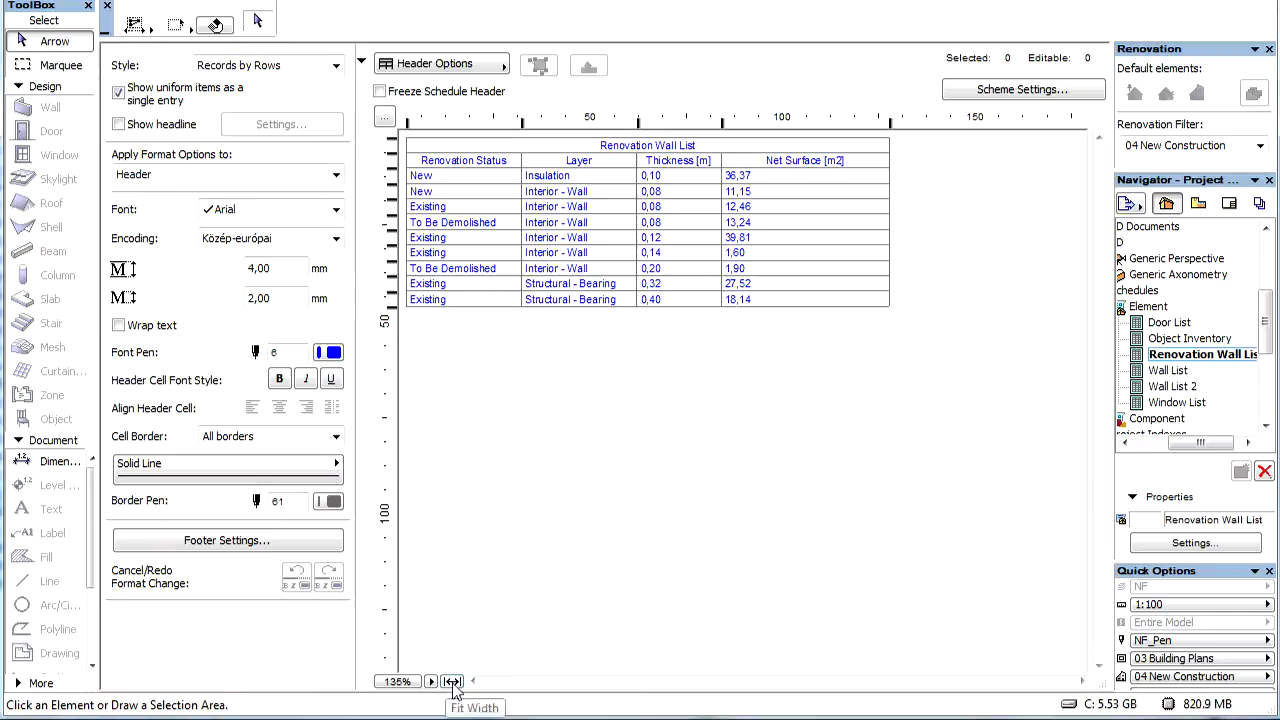 ToolBox
Select
Arrow
Marquee
Design
Wall
Door
Window
Skylight
Roof
Shell
Beam
Column
Slab
Stair
Mesh
Curtain...
Zone
Object
Document
Dimen...
Level ...
Text
Label
Fill
Line
Arc/Ci...
Polyline
Drawing
More
Style: Records by Rows
Show uniform items as a
single entry
Show headline Settings...
Apply Format Options to:
Header
Font: Arial
Encoding: Közép-európai
4,00 mm
2,00 mm
Wrap text
Font Pen: 6
Header Cell Font Style: B I U
Align Header Cell:
Cell Border: All borders
Solid Line
Border Pen: 61
Footer Settings...
Cancel/Redo
Format Change:
Header Options
Selected: 0 Editable: 0
Freeze Schedule Header
Scheme Settings...
50 100 150
50
100
Renovation Wall List
Renovation Status Layer Thickness [m] Net Surface [m2]
New Insulation 0,10 36,37
New Interior - Wall 0,08 11,15
Existing Interior - Wall 0,08 12,46
To Be Demolished Interior - Wall 0,08 13,24
Existing Interior - Wall 0,12 39,81
Existing Interior - Wall 0,14 1,60
To Be Demolished Interior - Wall 0,20 1,90
Existing Structural - Bearing 0,32 27,52
Existing Structural - Bearing 0,40 18,14
135%
Fit Width
Renovation
Default elements:
Renovation Filter:
04 New Construction
Navigator - Project ...
D Documents
D
Generic Perspective
Generic Axonometry
chedules
Element
Door List
Object Inventory
Renovation Wall Lis
Wall List
Wall List 2
Window List
Component
roject Indexes
Properties
Renovation Wall List
Settings...
Quick Options
NF
1:100
Entire Model
NF_Pen
03 Building Plans
04 New Construction
Click an Element or Draw a Selection Area.
C: 5.53 GB 820.9 MB